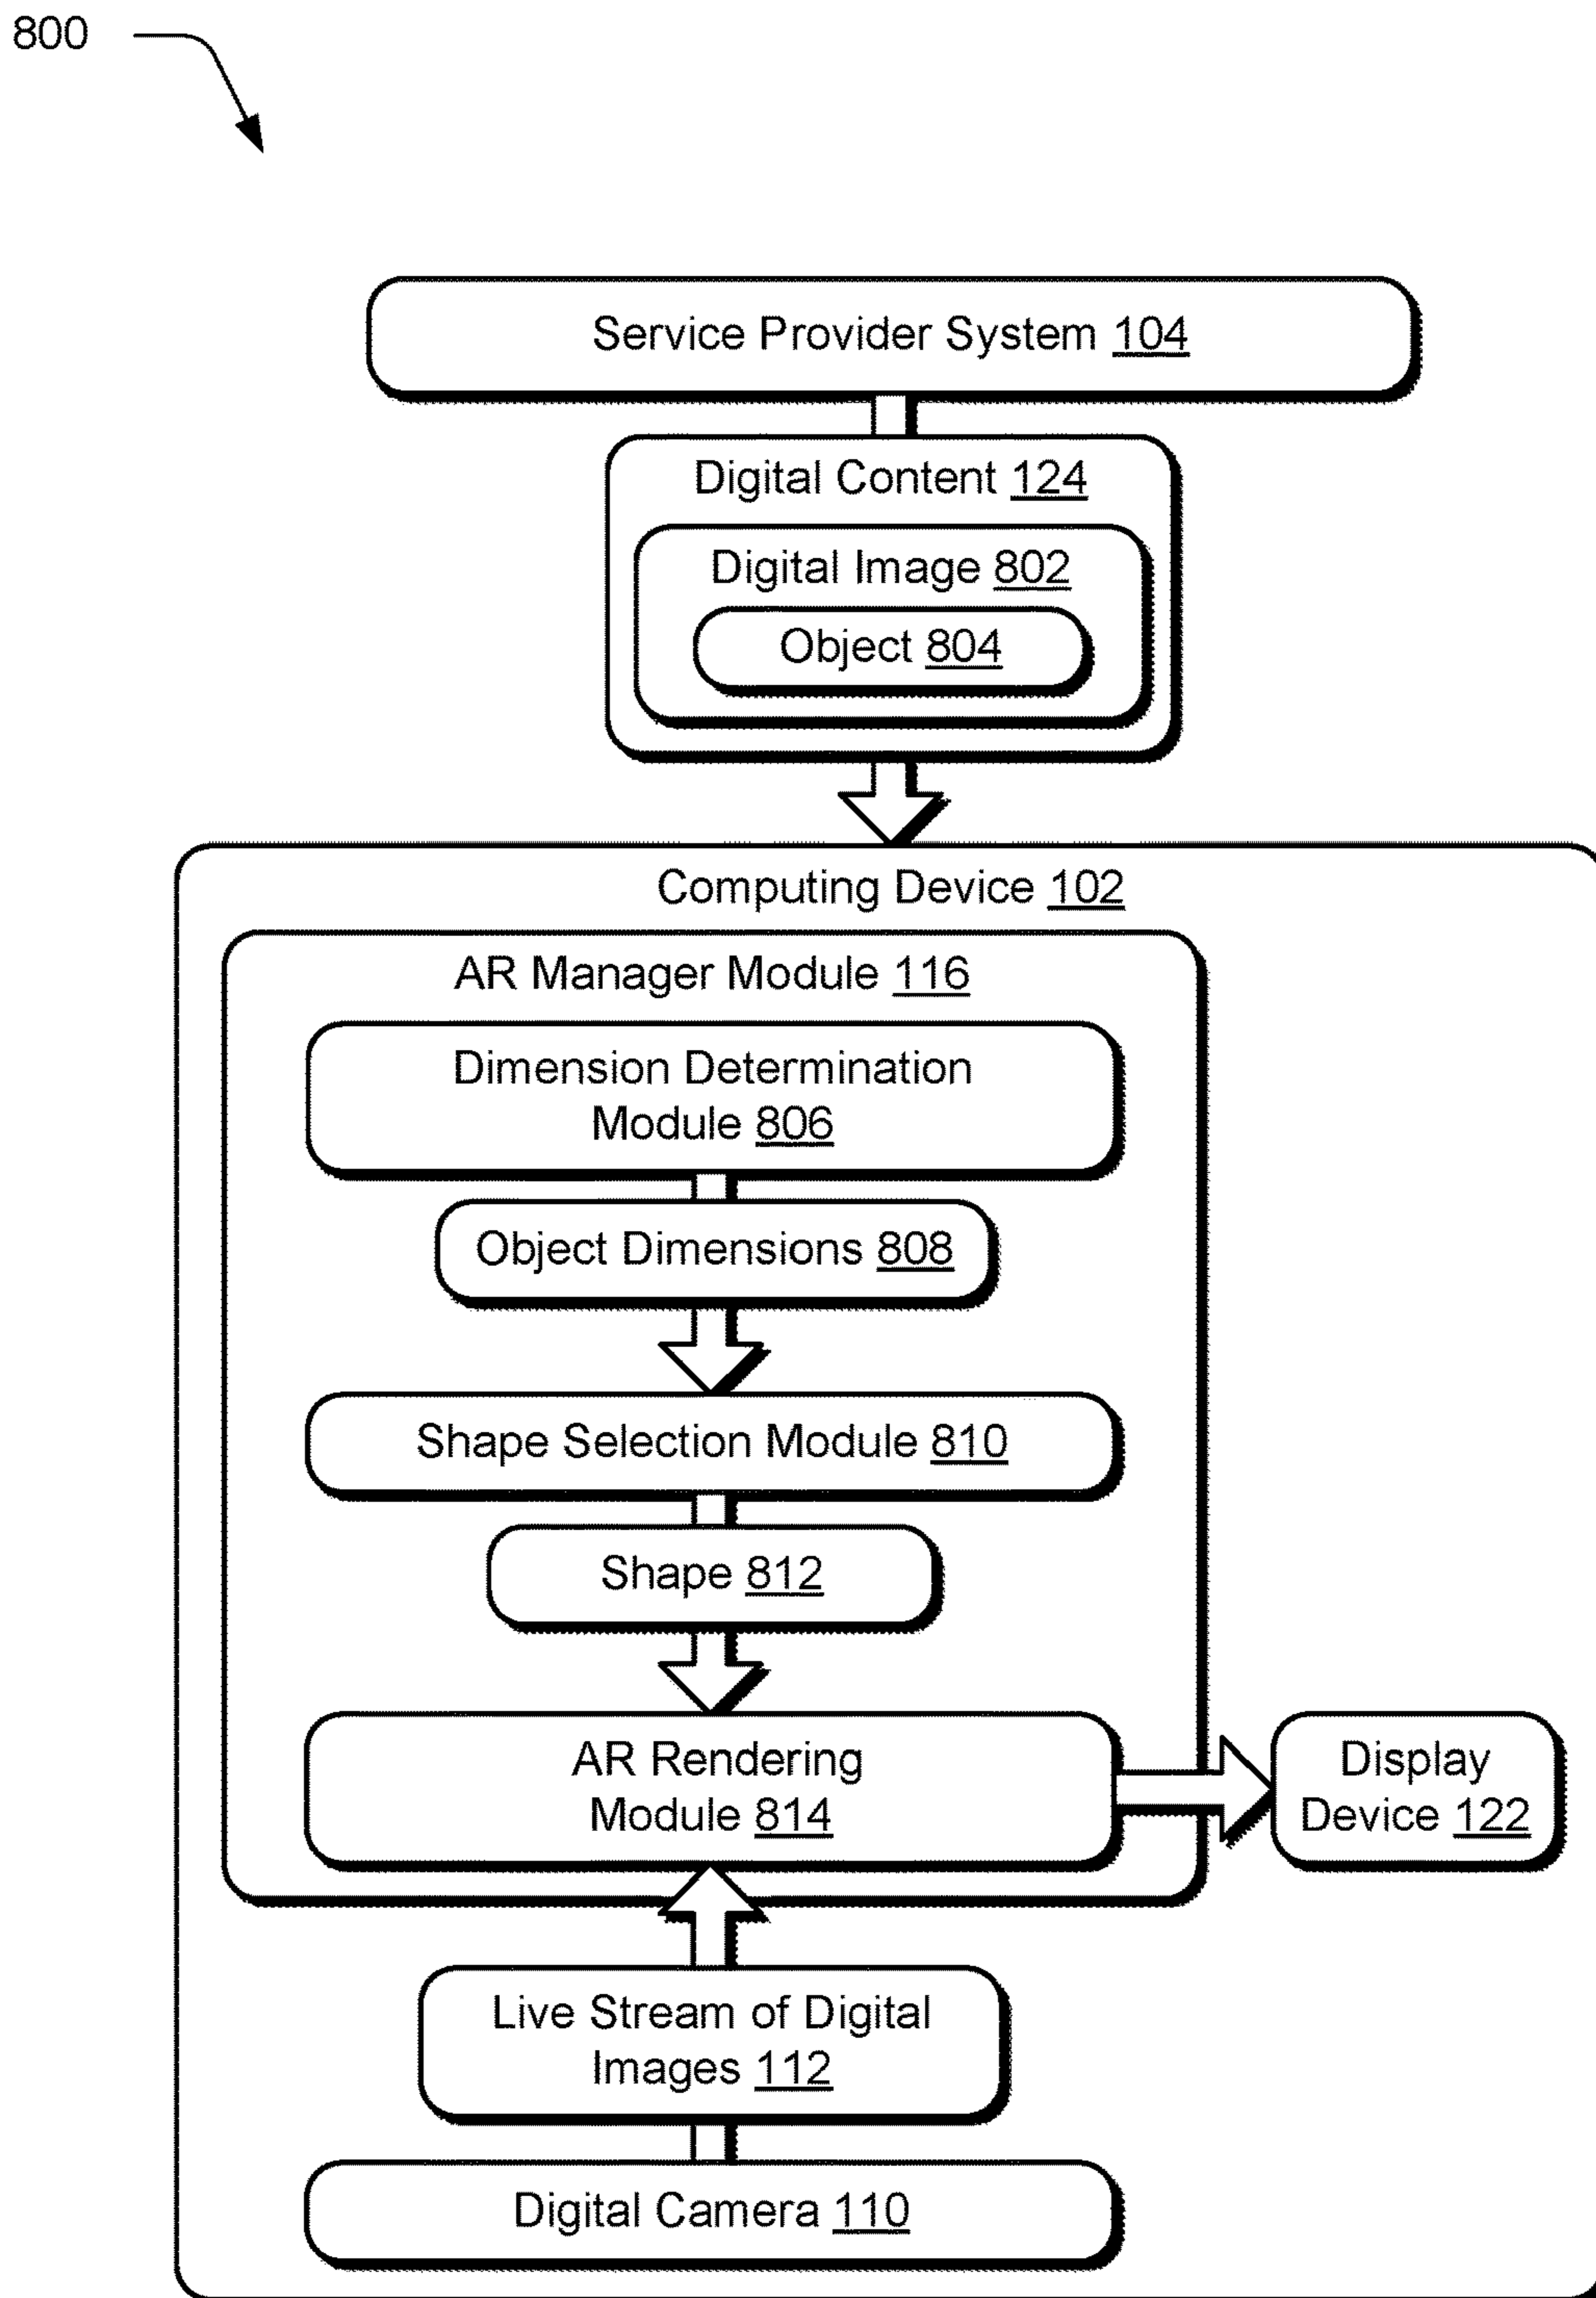 800
Service Provider System 104
Digital Content 124
Digital Image 802
Object 804
Computing Device 102
AR Manager Module 116
Dimension Determination
Module 806
Object Dimensions 808
Shape Selection Module 810
Shape 812
AR Rendering
Module 814
Display
Device 122
Live Stream of Digital
Images 112
Digital Camera 110